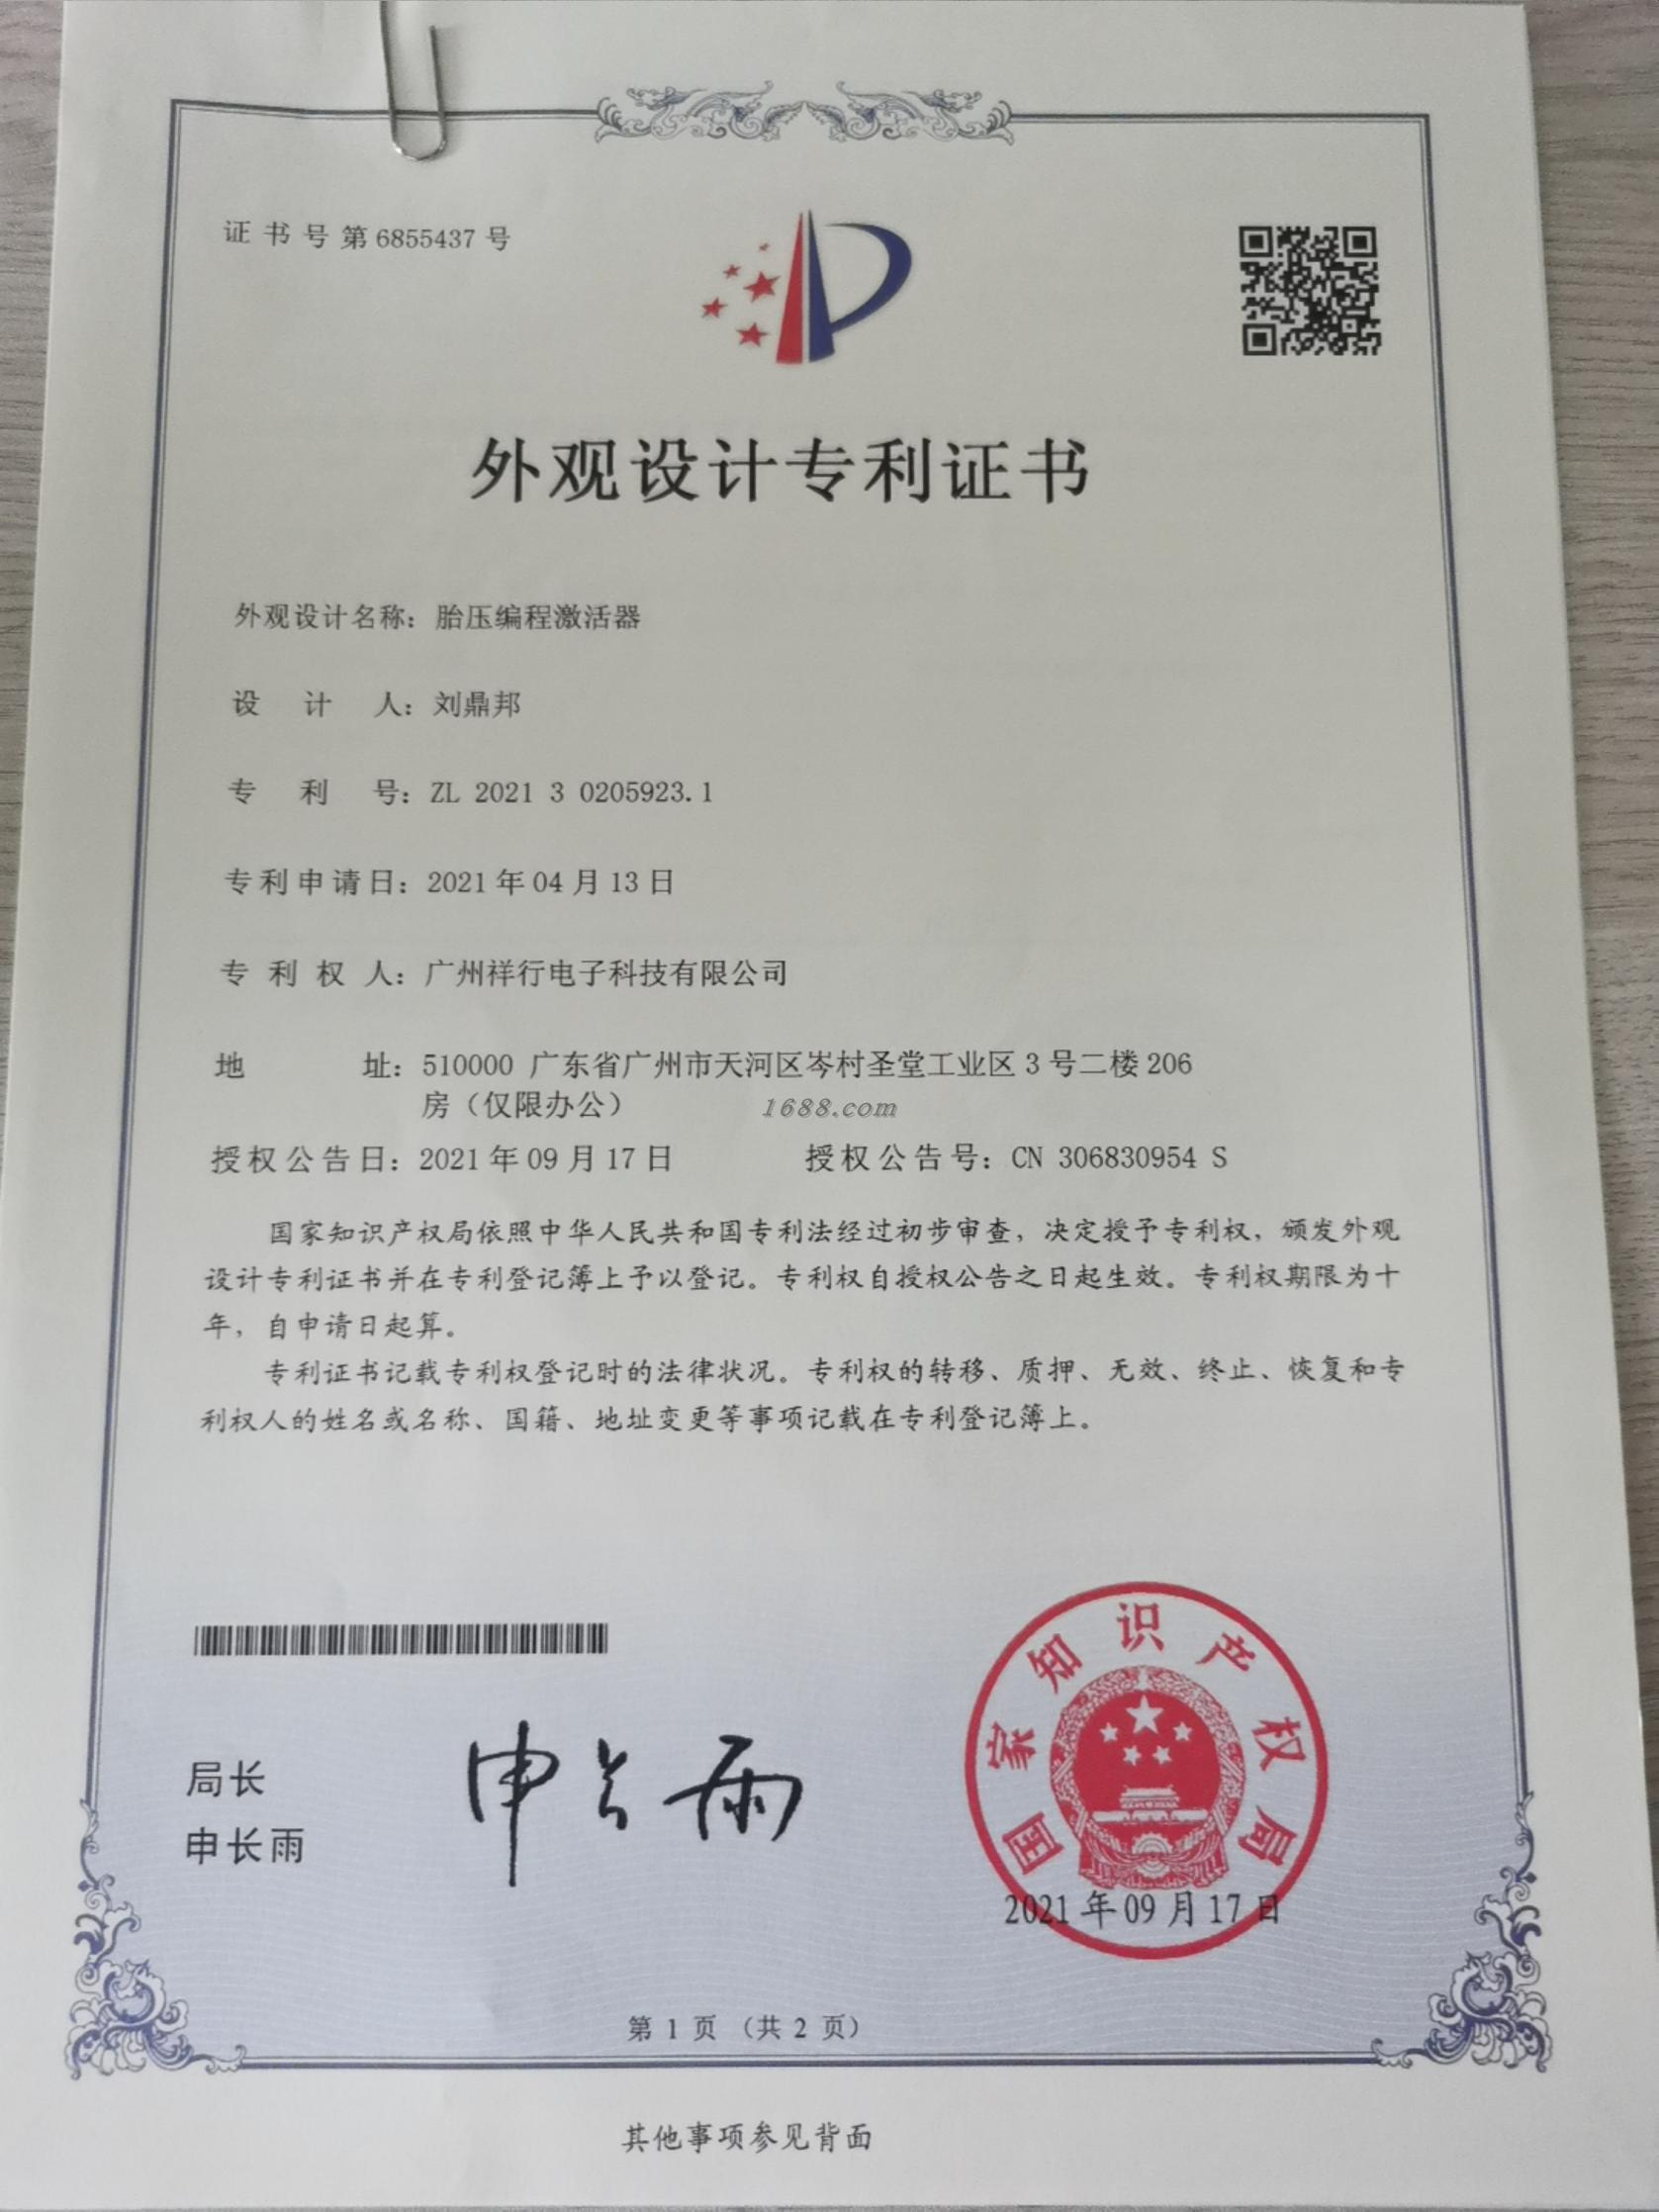 证书号第6855437号
外观设计专利证书
外观设计名称：胎压编程激活器
设计人：刘鼎邦
专利号：ZL 2021 3 0205923.1
专利申请日：2021年04月13日
专利权人：广州祥行电子科技有限公司
地址：510000 广东省广州市天河区岑村圣堂工业区3号二楼206
房（仅限办公）
1688.com
授权公告日：2021年09月17日 授权公告号：CN 306830954 S
国家知识产权局依照中华人民共和国专利法经过初步审查，决定授予专利权，颁发外观
设计专利证书并在专利登记簿上予以登记。专利权自授权公告之日起生效。专利权期限为十
年，自申请日起算。
专利证书记载专利权登记时的法律状况。专利权的转移、质押、无效、终止、恢复和专
利权人的姓名或名称、国籍、地址变更等事项记载在专利登记簿上。
局长
申长雨
申长雨
国家知识产权局
2021年09月17日
第 1 页 （共 2 页）
其他事项参见背面